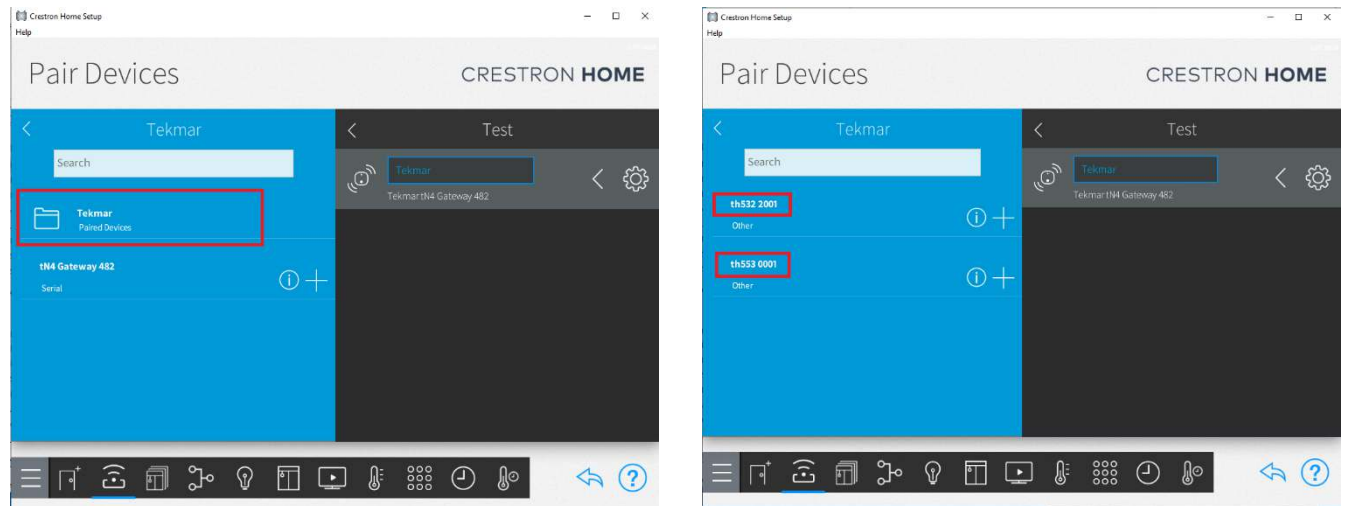 Crestron Home Setup
Help
Pair Devices
CRESTRON HOME
Tekmar
Test
Search
Tekmar
Tekmar tN4 Gateway 482
Tekmar
Paired Devices
tN4 Gateway 482
Serial
Crestron Home Setup
Help
Pair Devices
CRESTRON HOME
Tekmar
Test
Search
Tekmar
Tekmar tN4 Gateway 482
th532 2001
Other
th553 0001
Other